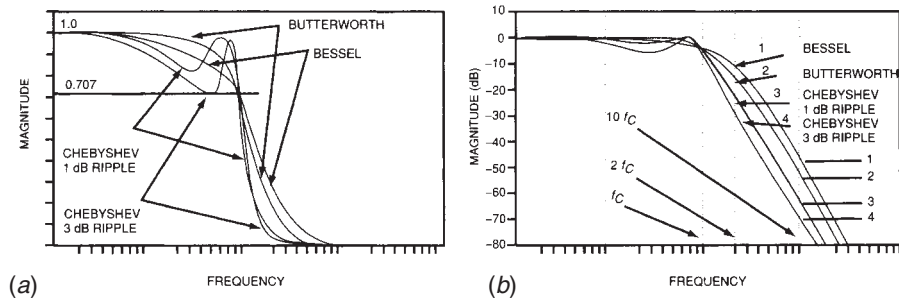 1.0
BUTTERWORTH
BESSEL
0.707
MAGNITUDE
CHEBYSHEV
1 dB RIPPLE
CHEBYSHEV
3 dB RIPPLE
FREQUENCY
(a)
10
0
−10
−20
−30
−40
−50
−60
−70
−80
MAGNITUDE (dB)
1
BESSEL
2
BUTTERWORTH
3
CHEBYSHEV
1 dB RIPPLE
4
CHEBYSHEV
3 dB RIPPLE
10 fC
2 fC
fC
1
2
3
4
FREQUENCY
(b)